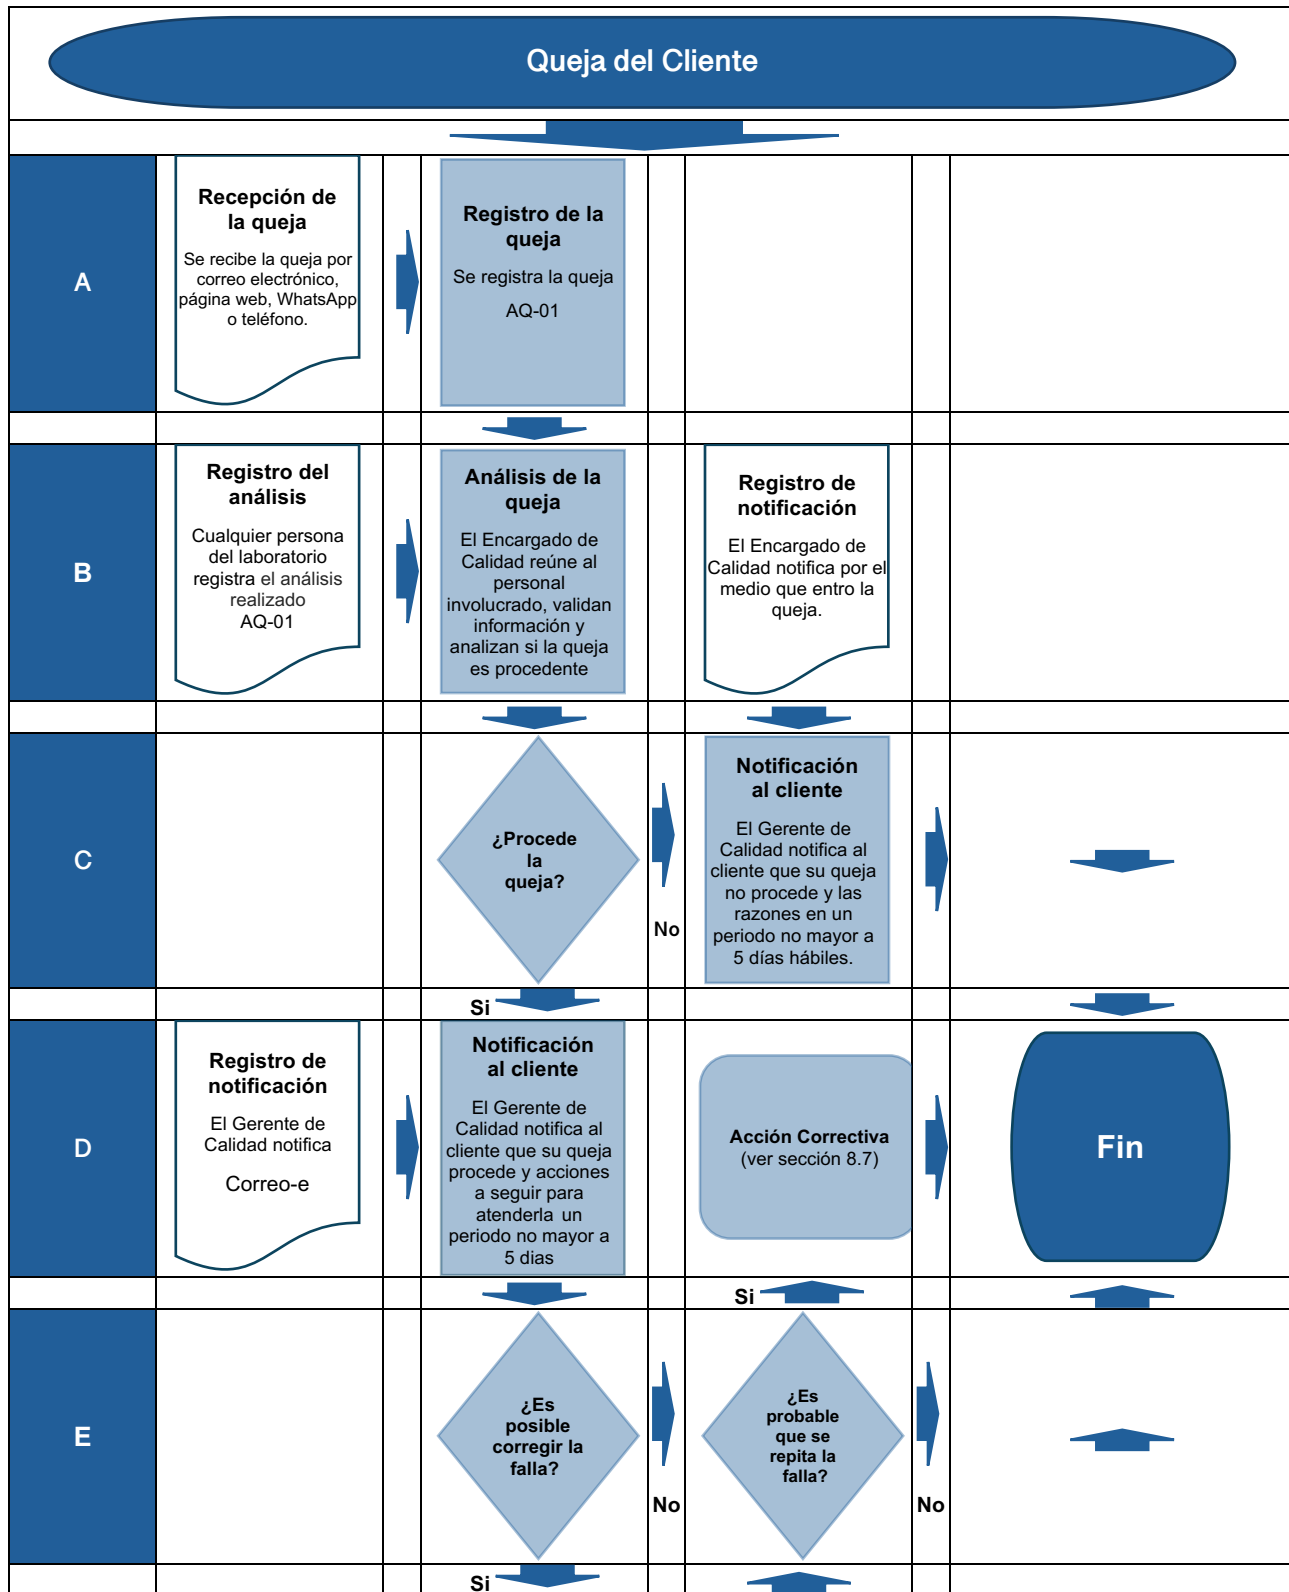 Queja del Cliente
A
Recepción de
la queja
Se recibe la queja por
correo electrónico,
página web, WhatsApp
o teléfono.
Registro de la
queja
Se registra la queja
AQ-01
B
Registro del
análisis
Cualquier persona
del laboratorio
registra el análisis
realizado
AQ-01
Análisis de la
queja
El Encargado de
Calidad reúne al
personal
involucrado, validan
información y
analizan si la queja
es procedente
Registro de
notificación
El Encargado de
Calidad notifica por el
medio que entro la
queja.
C
¿Procede
la
queja?
No
Notificación
al cliente
El Gerente de
Calidad notifica al
cliente que su queja
no procede y las
razones en un
periodo no mayor a
5 días hábiles.
Si
D
Registro de
notificación
El Gerente de
Calidad notifica
Correo-e
Notificación
al cliente
El Gerente de
Calidad notifica al
cliente que su queja
procede y acciones
a seguir para
atenderla un
periodo no mayor a
5 dias
Acción Correctiva
(ver sección 8.7)
Fin
Si
E
¿Es
posible
corregir la
falla?
No
¿Es
probable
que se
repita la
falla?
No
Si